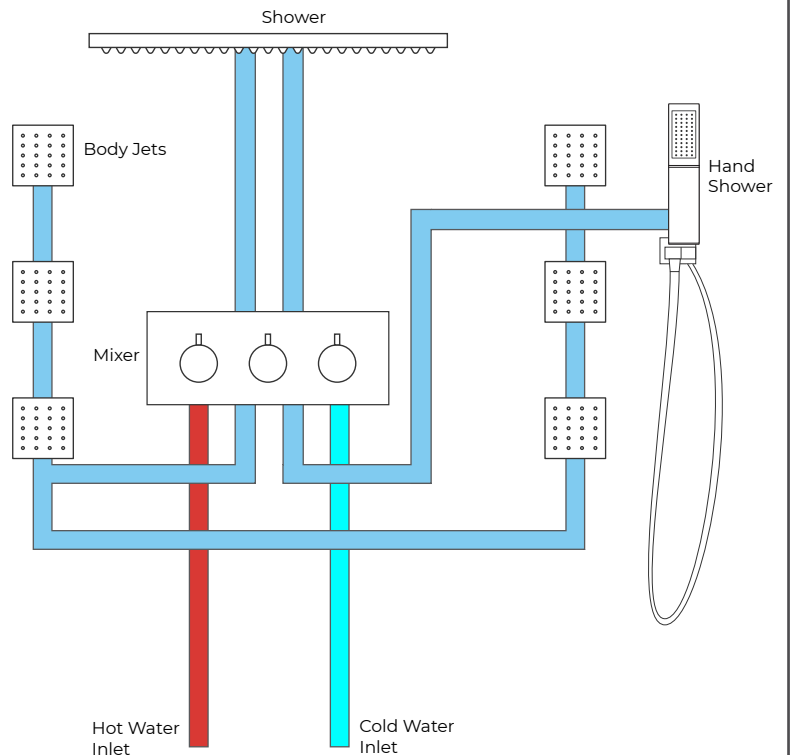 Shower
Body Jets
Hand
Shower
Mixer
Hot Water
Inlet
Cold Water
Inlet